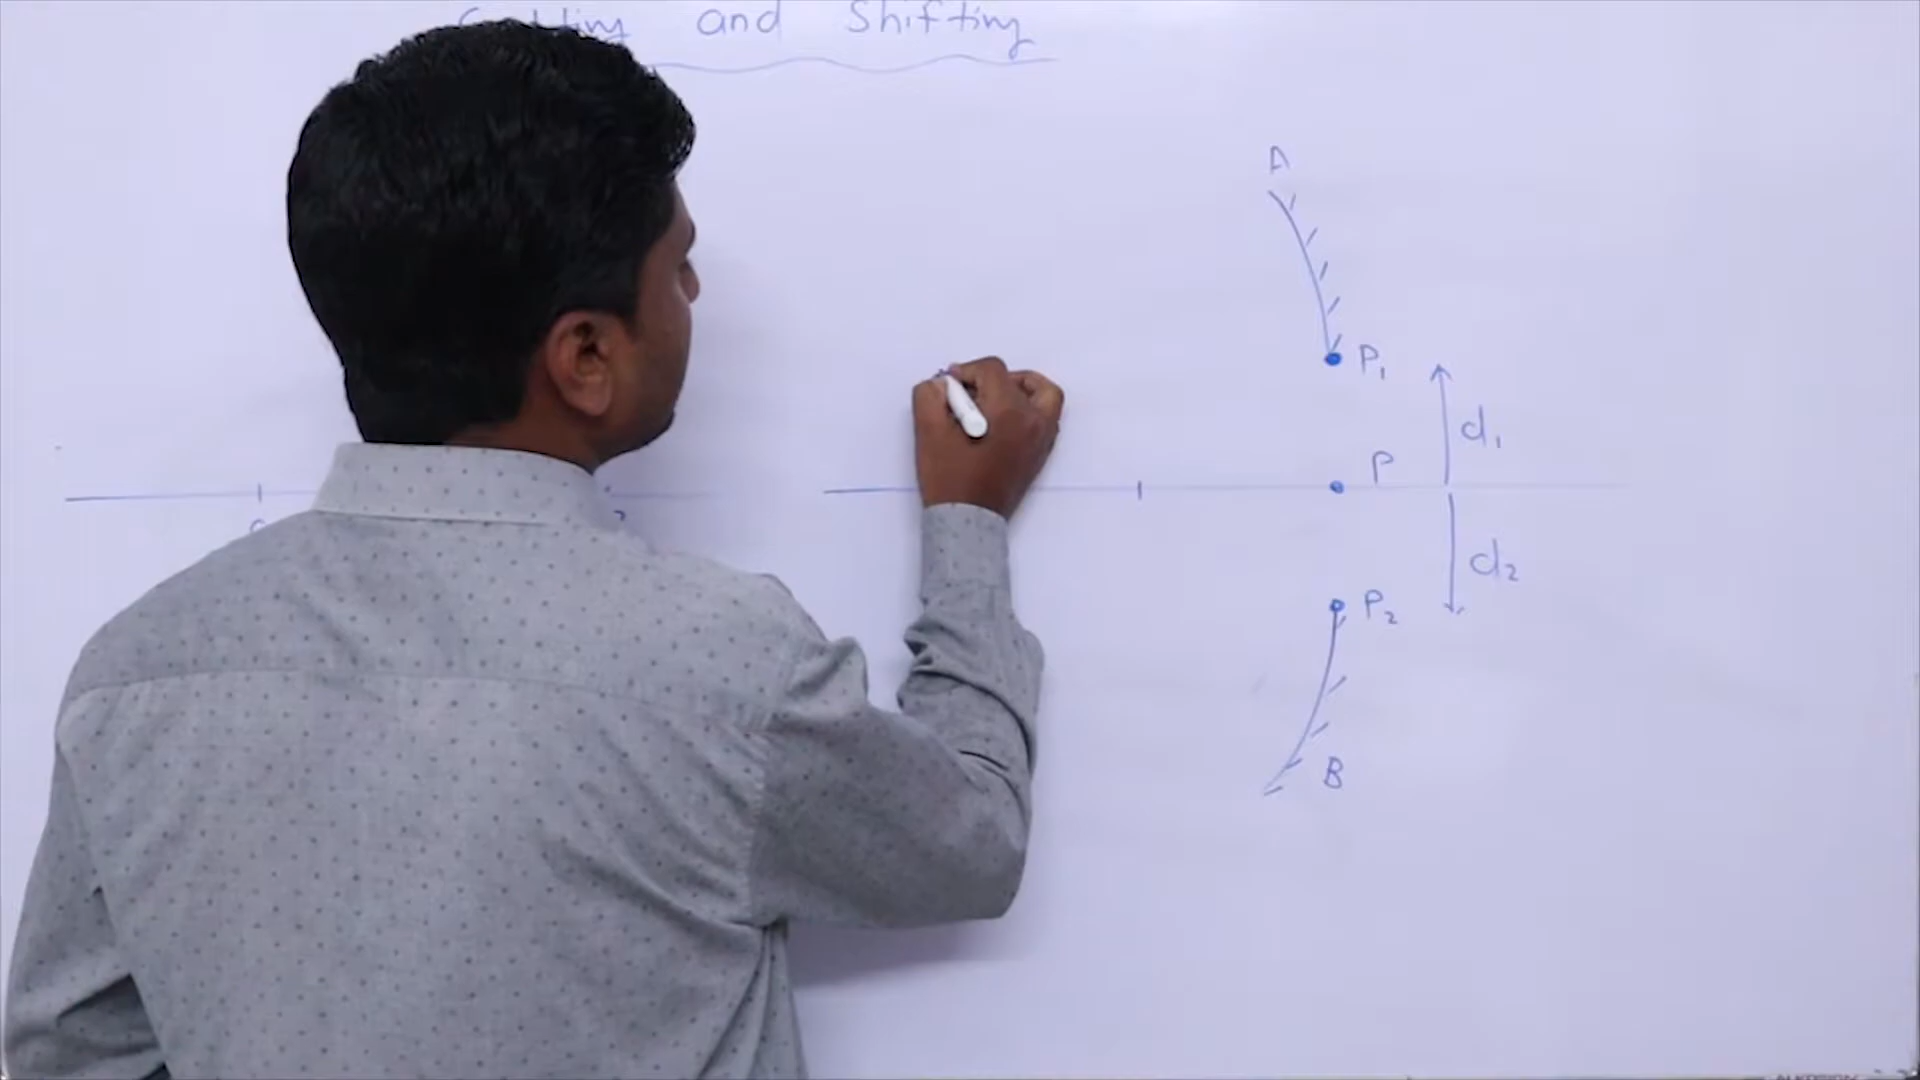 and Shifting
A
P₁
d₁
P
d₂
P₂
B